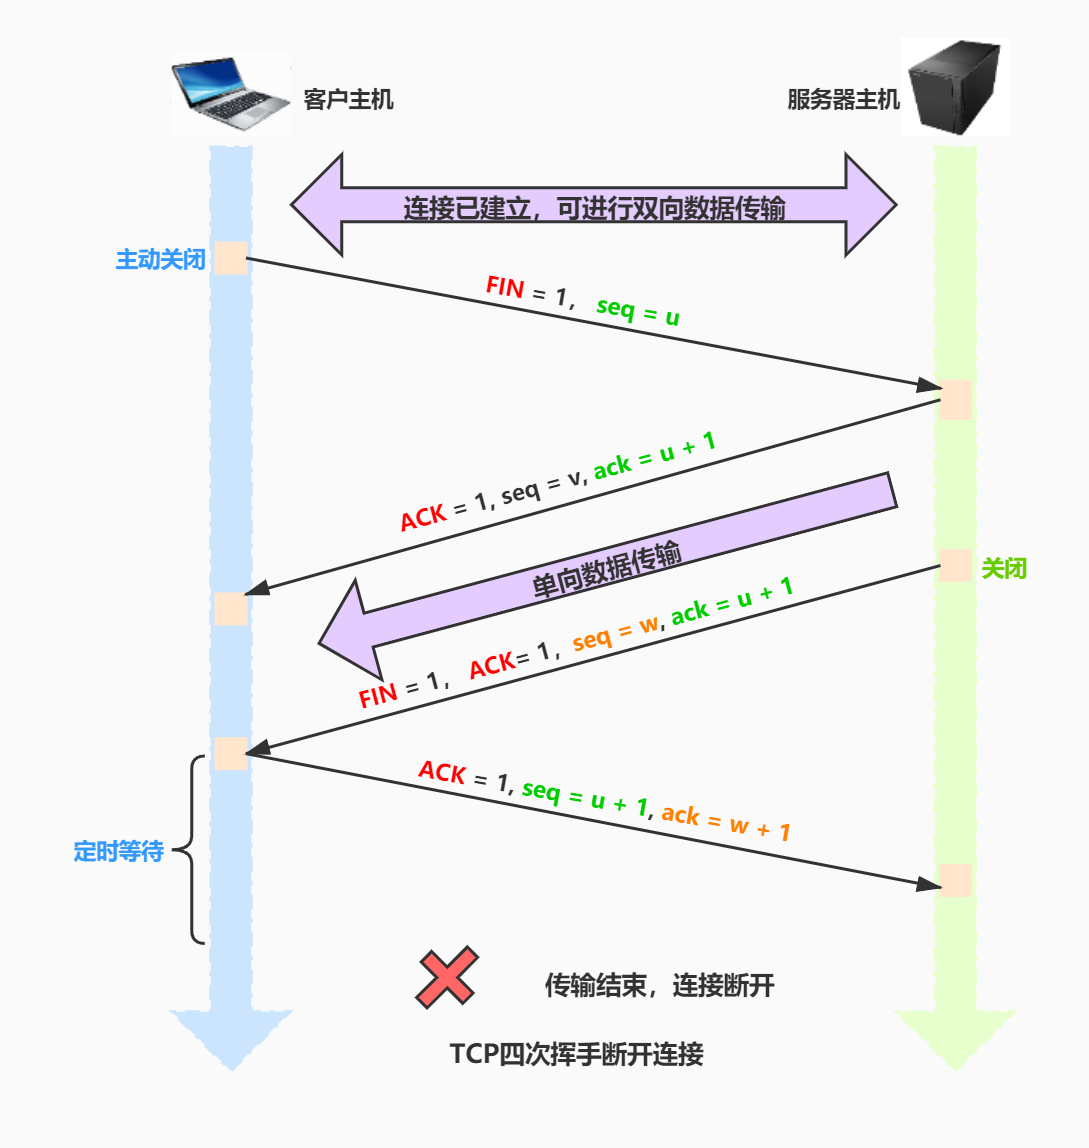 客户主机
服务器主机
连接已建立，可进行双向数据传输
主动关闭
FIN = 1， seq = u
ACK = 1, seq = v, ack = u + 1
单向数据传输
关闭
FIN = 1， ACK= 1， seq = w, ack = u + 1
ACK = 1, seq = u + 1, ack = w + 1
定时等待
传输结束，连接断开
TCP四次挥手断开连接